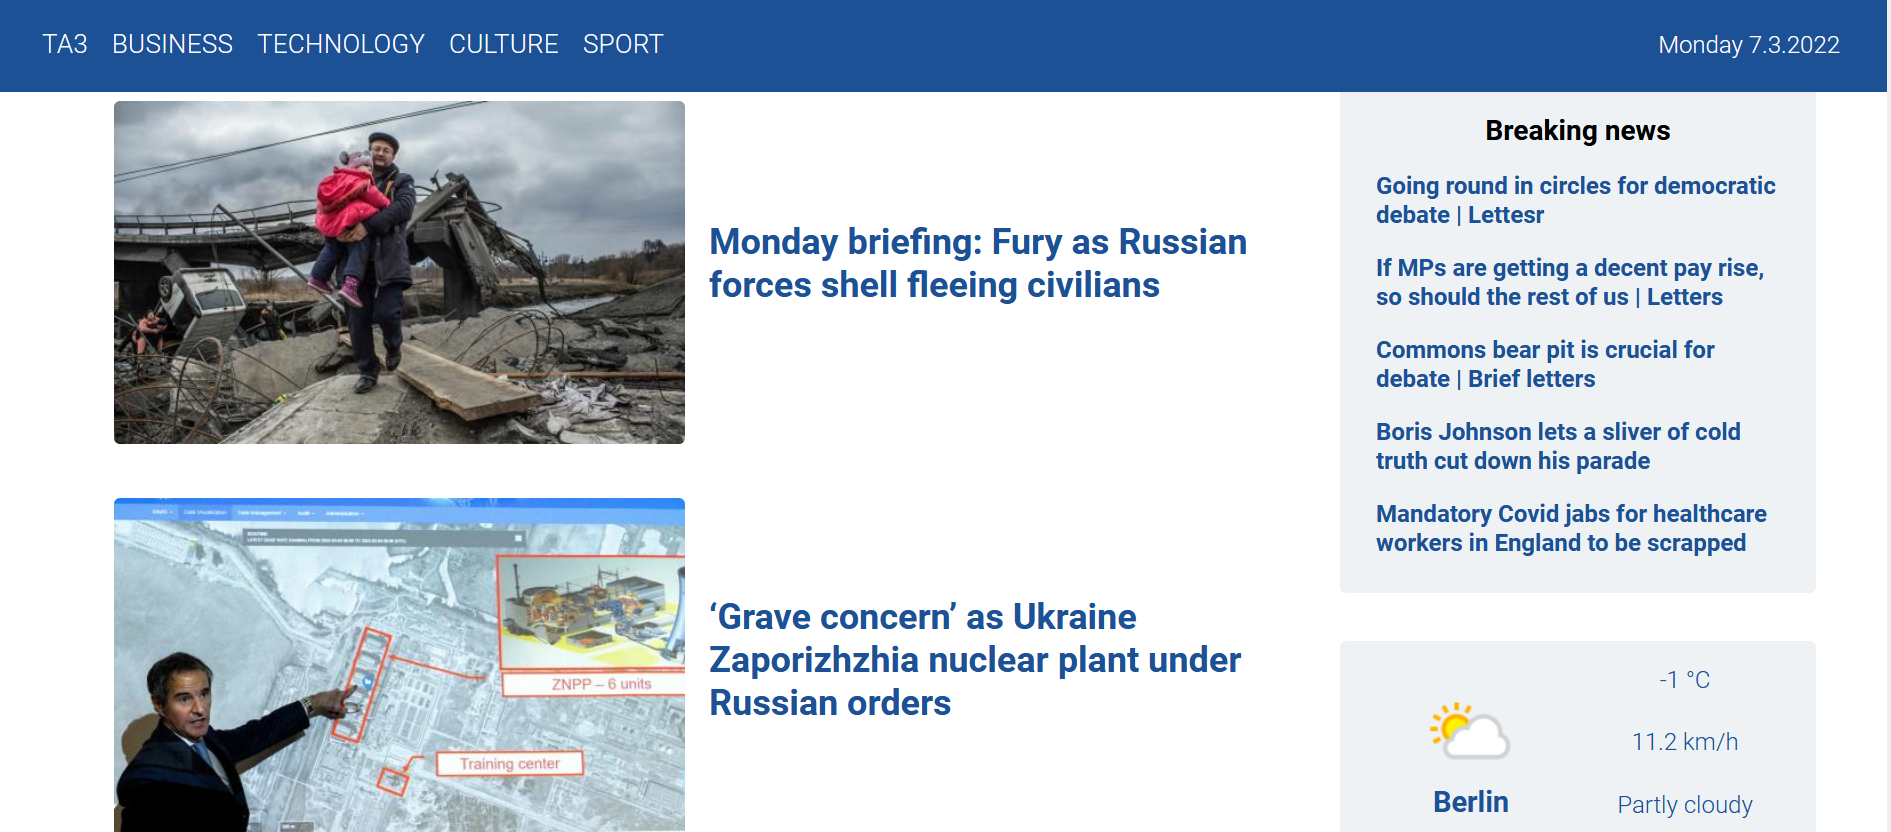 TA3 BUSINESS TECHNOLOGY CULTURE SPORT Monday 7.3.2022
Monday briefing: Fury as Russian
forces shell fleeing civilians
ZNPP – 6 units
Training center
‘Grave concern’ as Ukraine
Zaporizhzhia nuclear plant under
Russian orders
Breaking news
Going round in circles for democratic
debate | Lettesr
If MPs are getting a decent pay rise,
so should the rest of us | Letters
Commons bear pit is crucial for
debate | Brief letters
Boris Johnson lets a sliver of cold
truth cut down his parade
Mandatory Covid jabs for healthcare
workers in England to be scrapped
-1 °C
11.2 km/h
Berlin
Partly cloudy